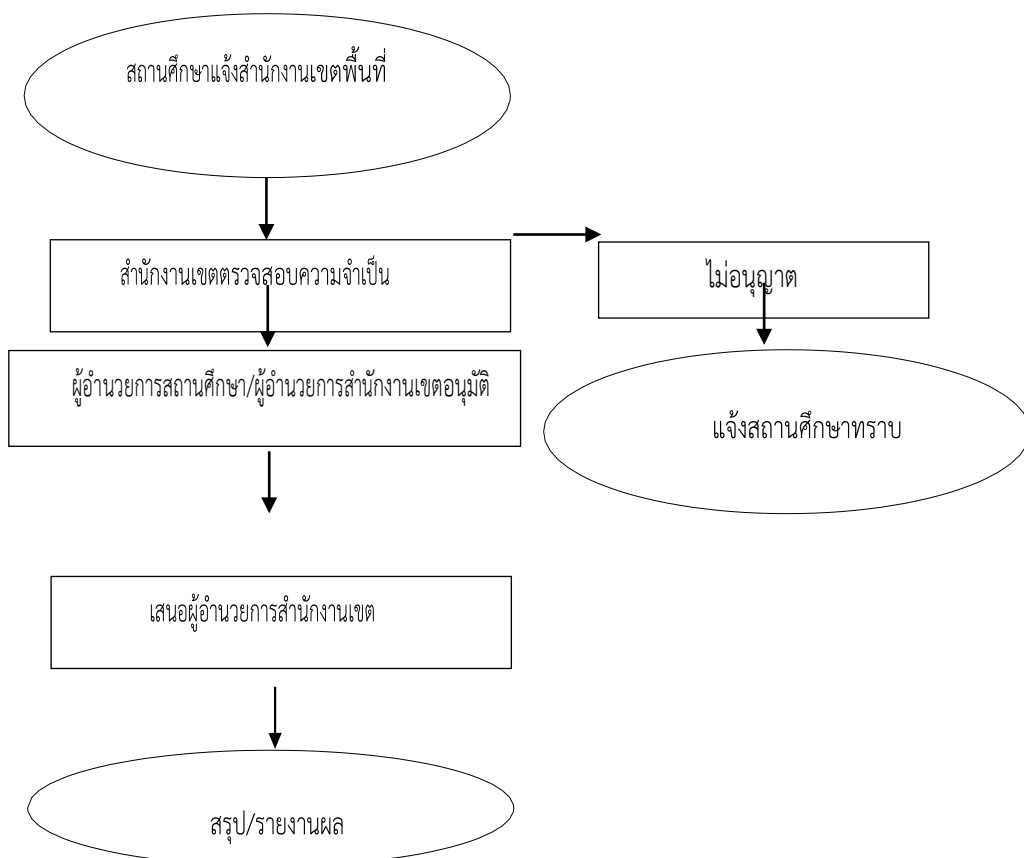 สถานศึกษาแจ้งสำนักงานเขตพื้นที่
สำนักงานเขตตรวจสอบความจำเป็น
ไม่อนุญาต
ผู้อำนวยการสถานศึกษา/ผู้อำนวยการสำนักงานเขตอนุมัติ
แจ้งสถานศึกษาทราบ
เสนอผู้อำนวยการสำนักงานเขต
สรุป/รายงานผล